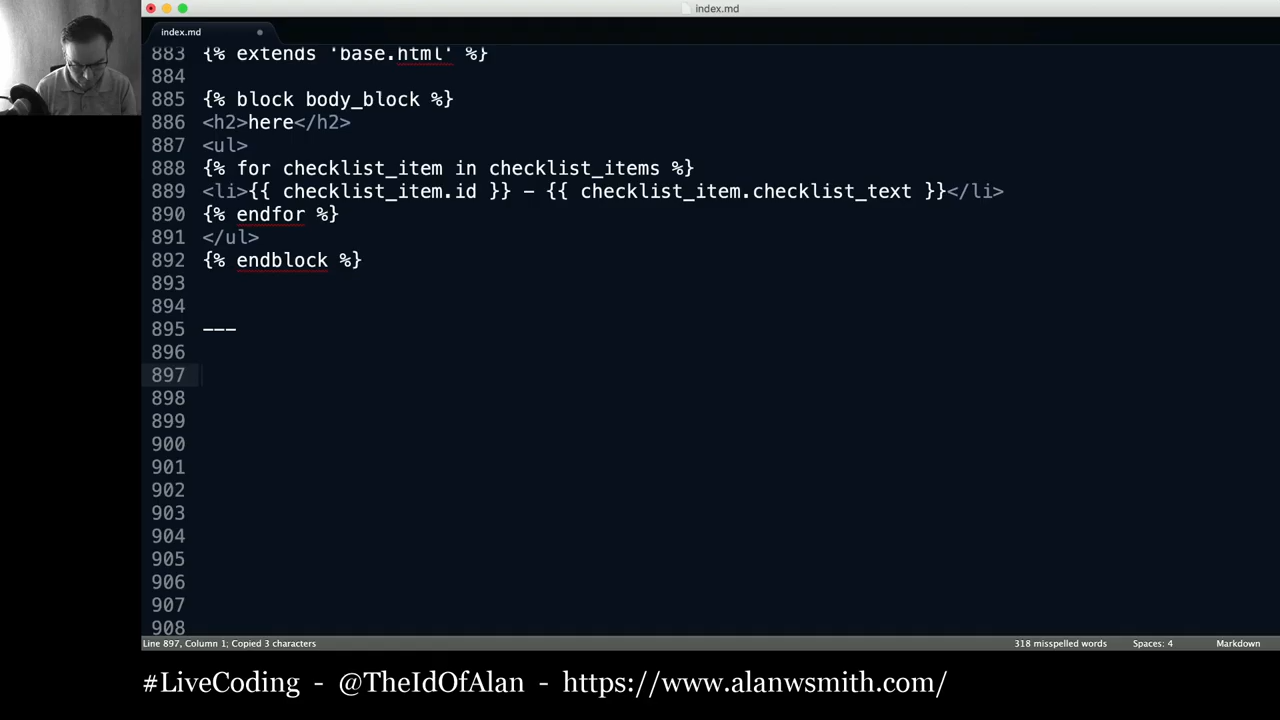 index.md
index.md
883 {% extends 'base.html' %}
884
885 {% block body_block %}
886 <h2>here</h2>
887 <ul>
888 {% for checklist_item in checklist_items %}
889 <li>{{ checklist_item.id }} - {{ checklist_item.checklist_text }}</li>
890 {% endfor %}
891 </ul>
892 {% endblock %}
893
894
895 ---
896
897
898
899
900
901
902
903
904
905
906
907
908
Line 897, Column 1; Copied 3 characters 318 misspelled words Spaces: 4 Markdown
#LiveCoding - @TheIdOfAlan - https://www.alanwsmith.com/